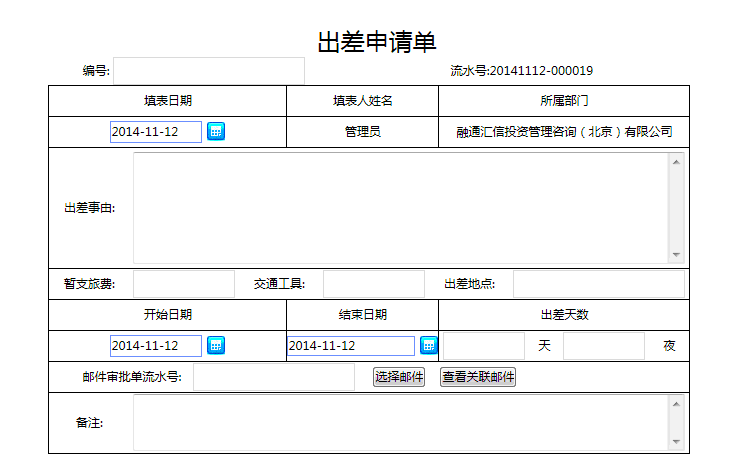 出差申请单
编号: 流水号:20141112-000019
填表日期 填表人姓名 所属部门
2014-11-12 管理员 融通汇信投资管理咨询（北京）有限公司
出差事由:
暂支旅费: 交通工具: 出差地点:
开始日期 结束日期 出差天数
2014-11-12 2014-11-12 天 夜
邮件审批单流水号: 选择邮件 查看关联邮件
备注: